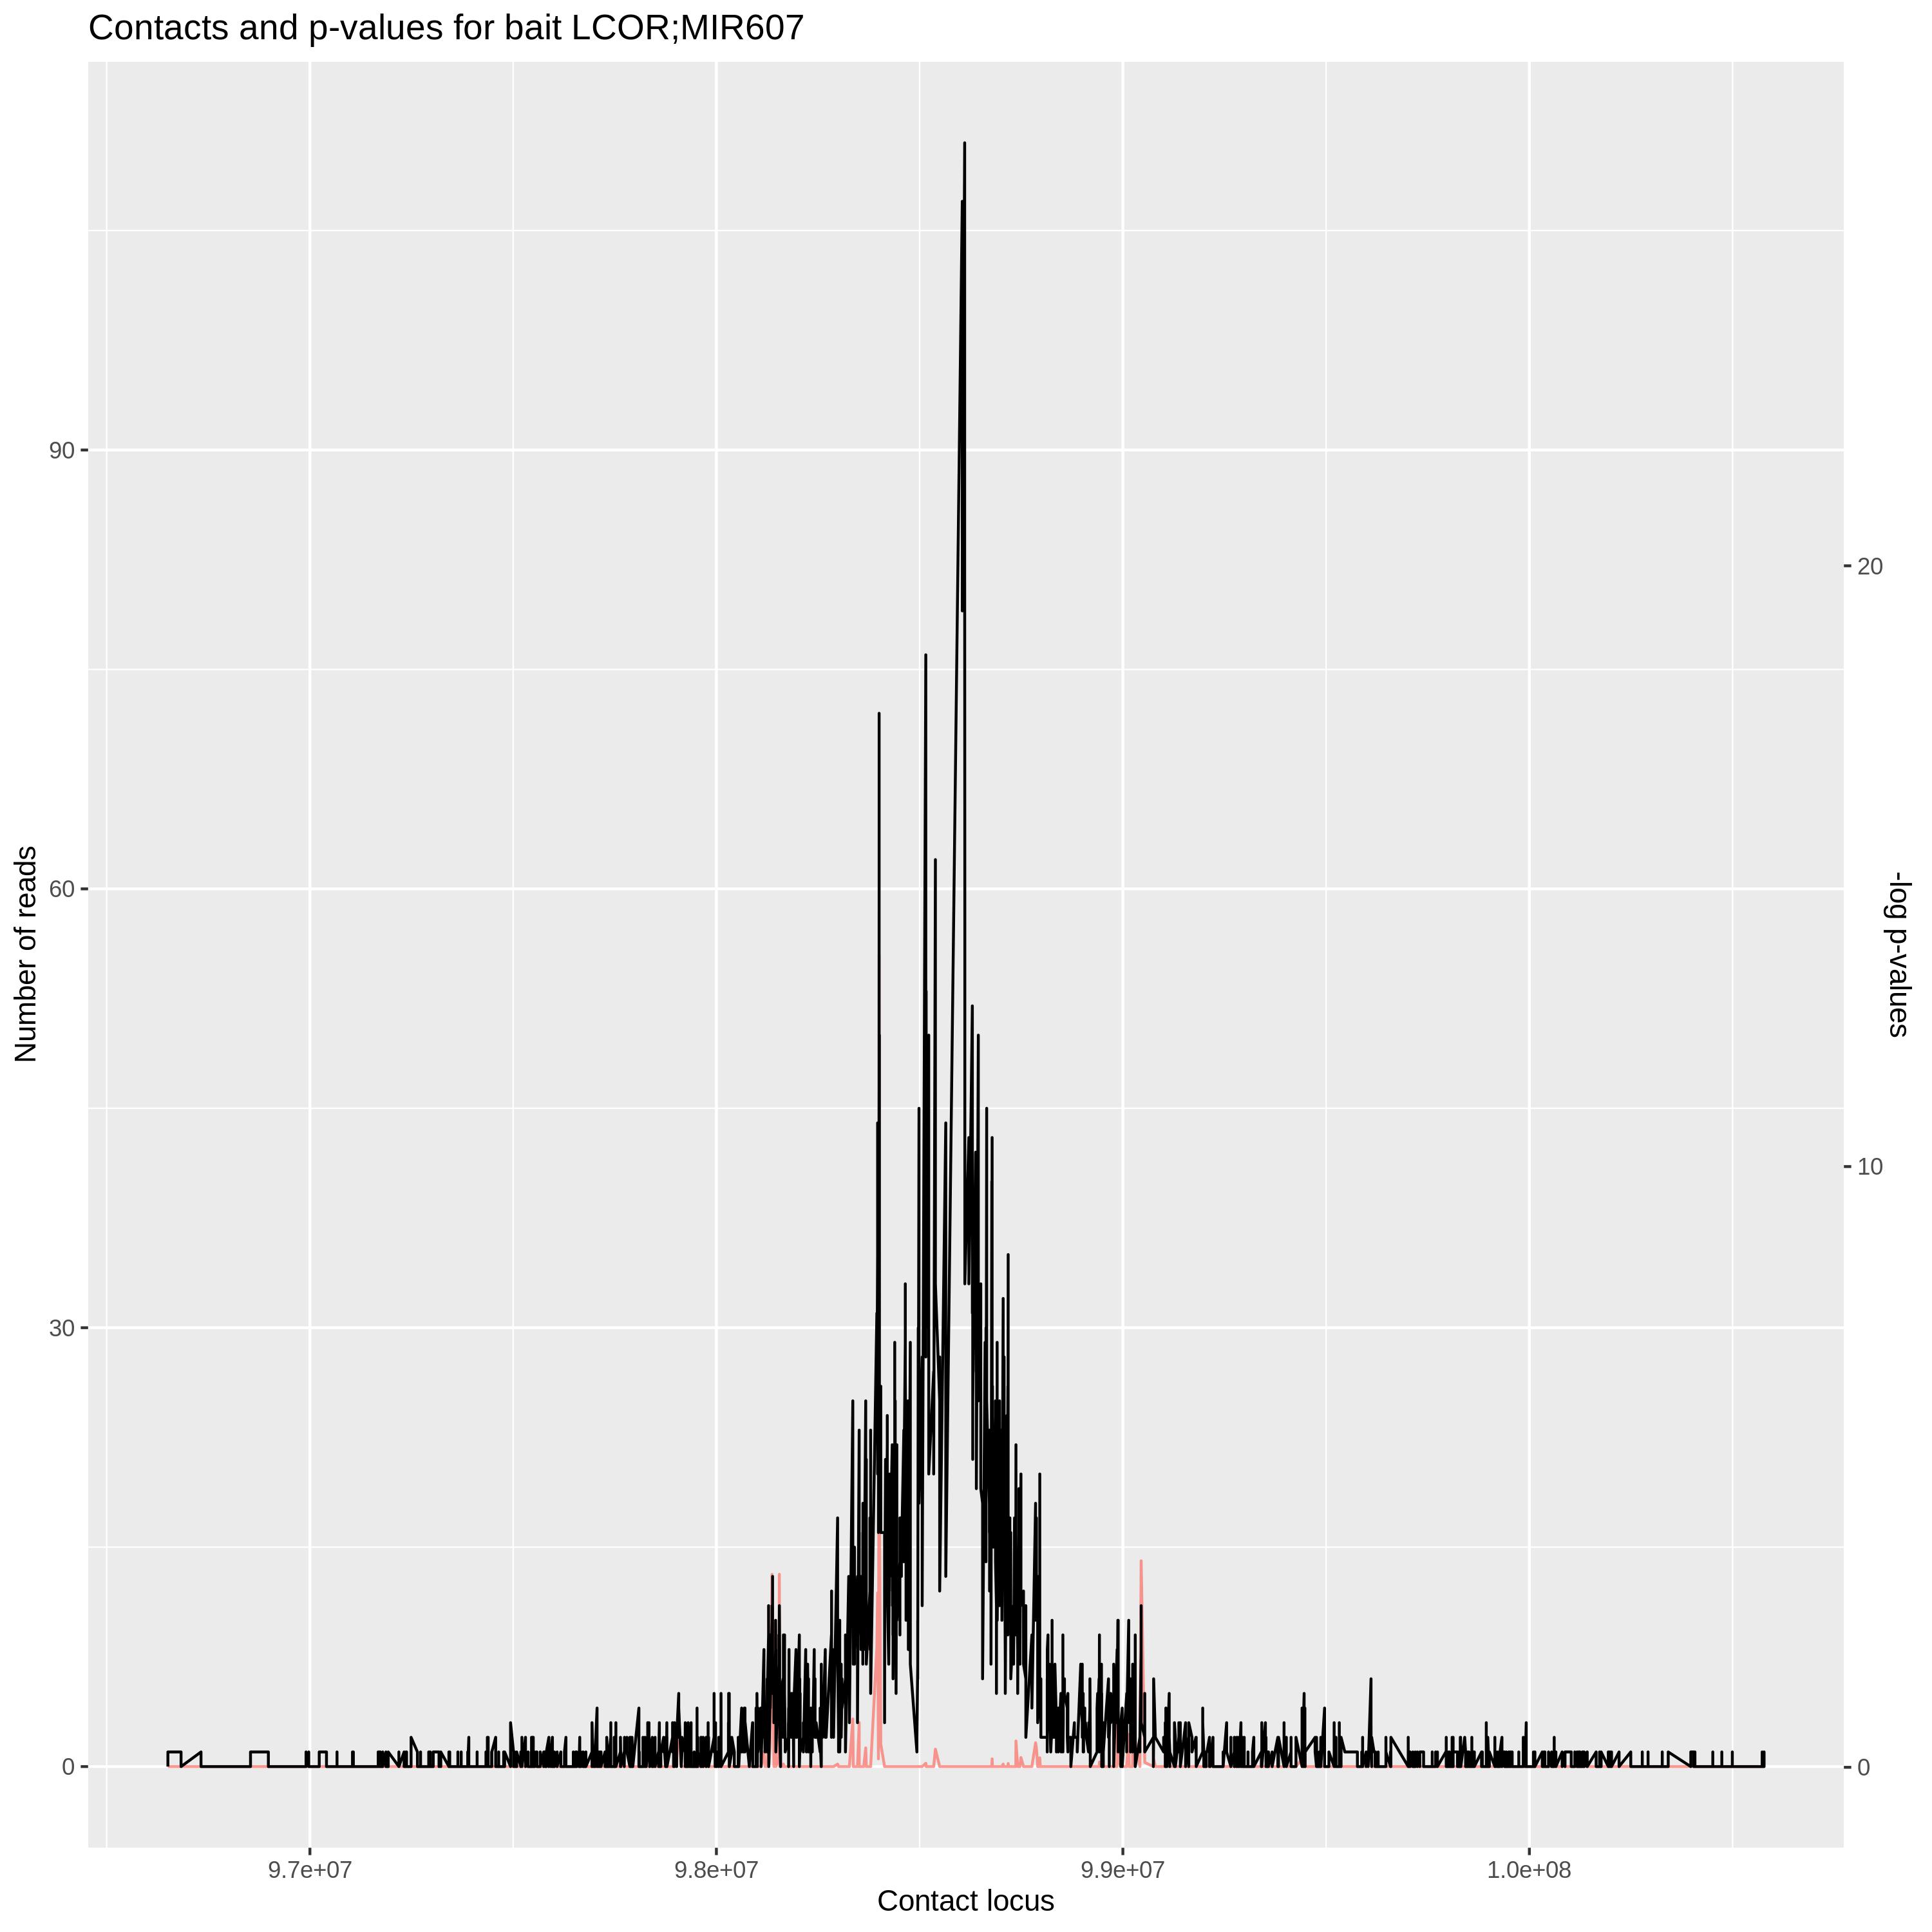 Contacts and p-values for bait LCOR;MIR607
90
60
30
0
Number of reads
20
10
0
-log p-values
9.7e+07
9.8e+07
9.9e+07
1.0e+08
Contact locus